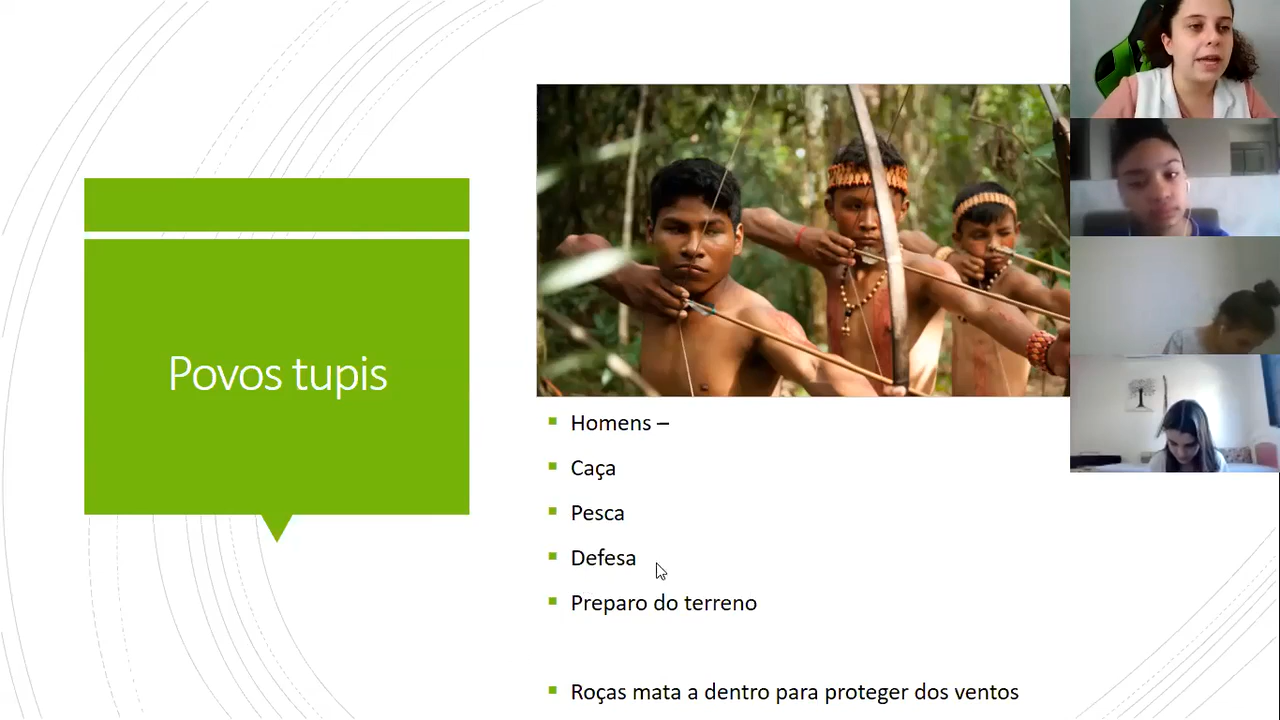 Povos tupis
Homens –
Caça
Pesca
Defesa
Preparo do terreno
Roças mata a dentro para proteger dos ventos